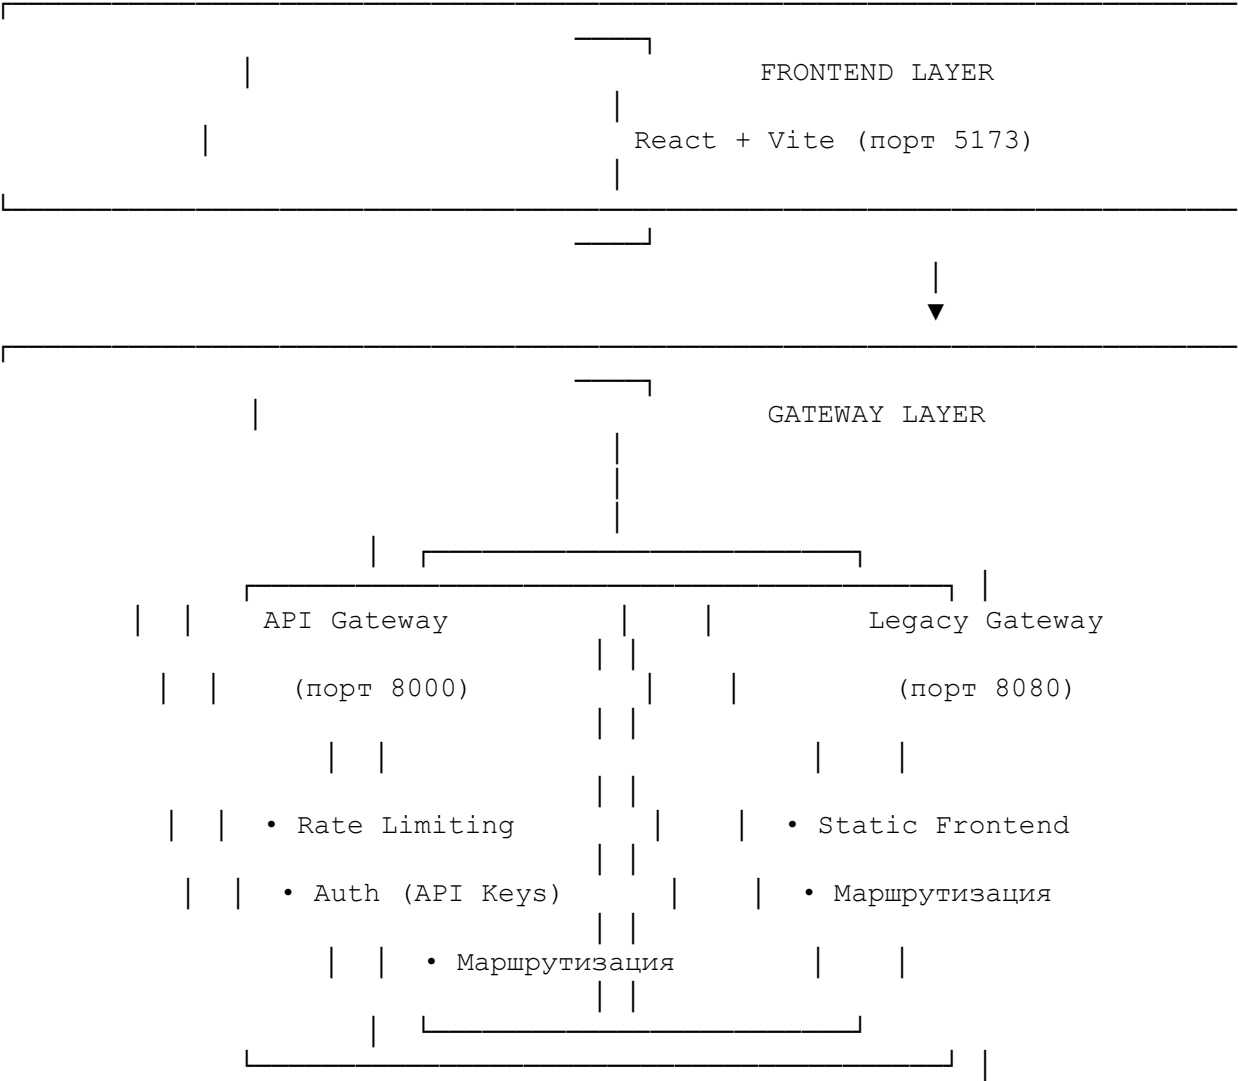 FRONTEND LAYER
React + Vite (порт 5173)
GATEWAY LAYER
API Gateway Legacy Gateway
(порт 8000) (порт 8080)
• Rate Limiting • Static Frontend
• Auth (API Keys) • Маршрутизация
• Маршрутизация